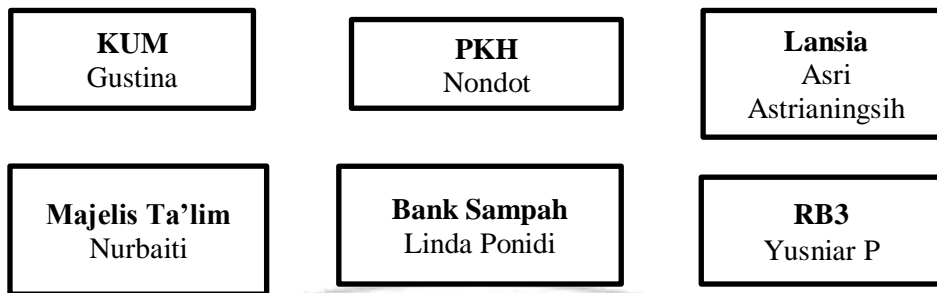 KUM
Gustina
PKH
Nondot
Lansia
Asri
Astrianingsih
Majelis Ta’lim
Nurbaiti
Bank Sampah
Linda Ponidi
RB3
Yusniar P